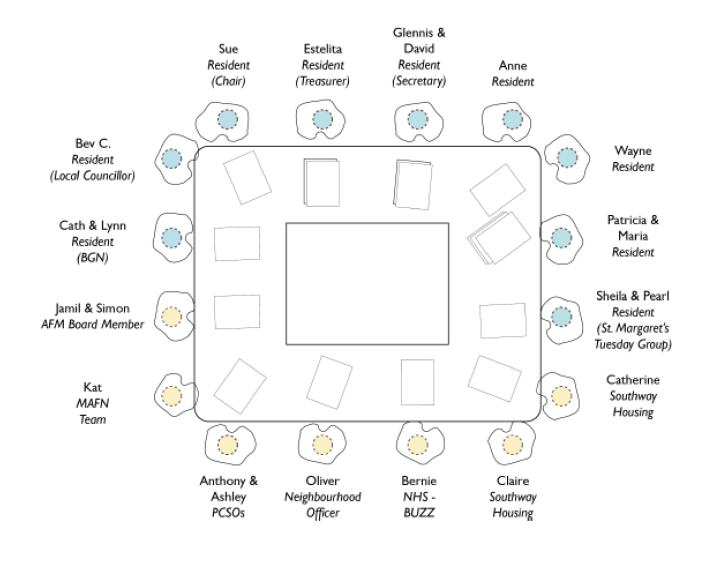 Sue
Resident
(Chair)
Estelita
Resident
(Treasurer)
Glennis &
David
Resident
(Secretary)
Anne
Resident
Bev C.
Resident
(Local Councillor)
Wayne
Resident
Cath & Lynn
Resident
(BGN)
Patricia &
Maria
Resident
Jamil & Simon
AFM Board Member
Sheila & Pearl
Resident
(St. Margaret's
Tuesday Group)
Kat
MAFN
Team
Catherine
Southway
Housing
Anthony &
Ashley
PCSOs
Oliver
Neighbourhood
Officer
Bernie
NHS -
BUZZ
Claire
Southway
Housing